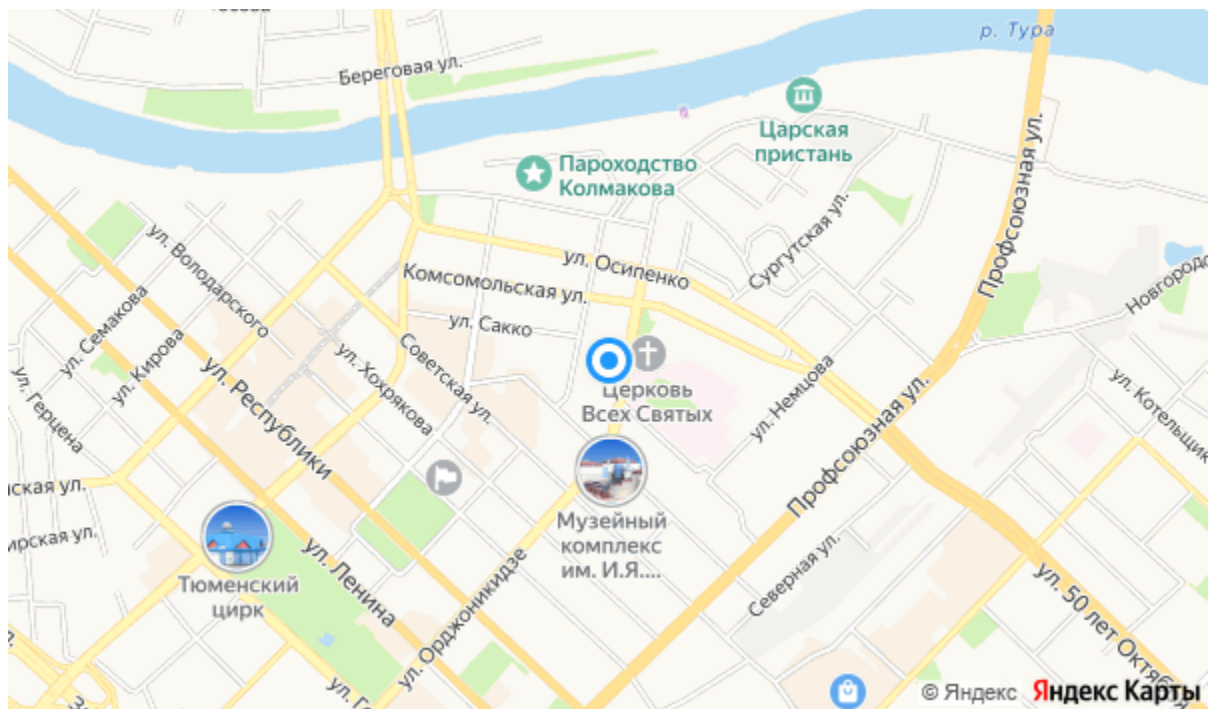 р. Тура
Береговая ул.
Царская
пристань
Пароходство
Колмакова
Профсоюзная ул.
Сургутская ул.
ул. Осипенко
Комсомольская ул.
ул. Володарского
Новгородс
ул. Семакова
ул. Кирова
ул. Сакко
Советская ул.
ул. Хохрякова
ул. Республики
ул. Герцена
Церковь
Всех Святых
ул. Немцова
ул. Котельщик
Профсоюзная ул.
ская ул.
ирская ул.
Музейный
комплекс
им. И.Я....
Тюменский
цирк
ул. Ленина
ул. Орджоникидзе
Северная ул.
ул. 50 лет Октября
ул. Г
© Яндекс Яндекс Карты